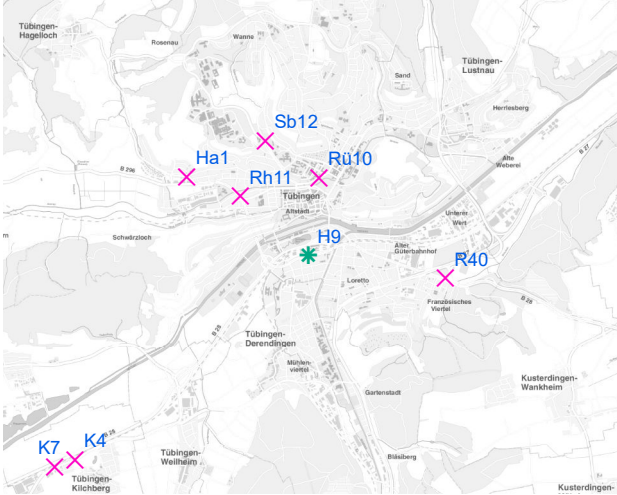 Tübingen-
Hagelloch
Rosenau
Wanne
Sand
Tübingen-
Lustnau
Herrlesberg
Sb12
Alte
Weberei
B 27
Ha1
B 296
Rh11
Rü10
Tübingen
Altstadt
Unterer
Wert
Schwärzloch
H9
Alter
Güterbahnhof
R40
Loretto
Französisches
Viertel
B 28
B 28
Tübingen-
Derendingen
Mühlen-
viertel
Gartenstadt
Kusterdingen-
Wankheim
B 28
K7
K4
Tübingen-
Weilheim
Bläsiberg
Tübingen-
Kilchberg
Kusterdingen-